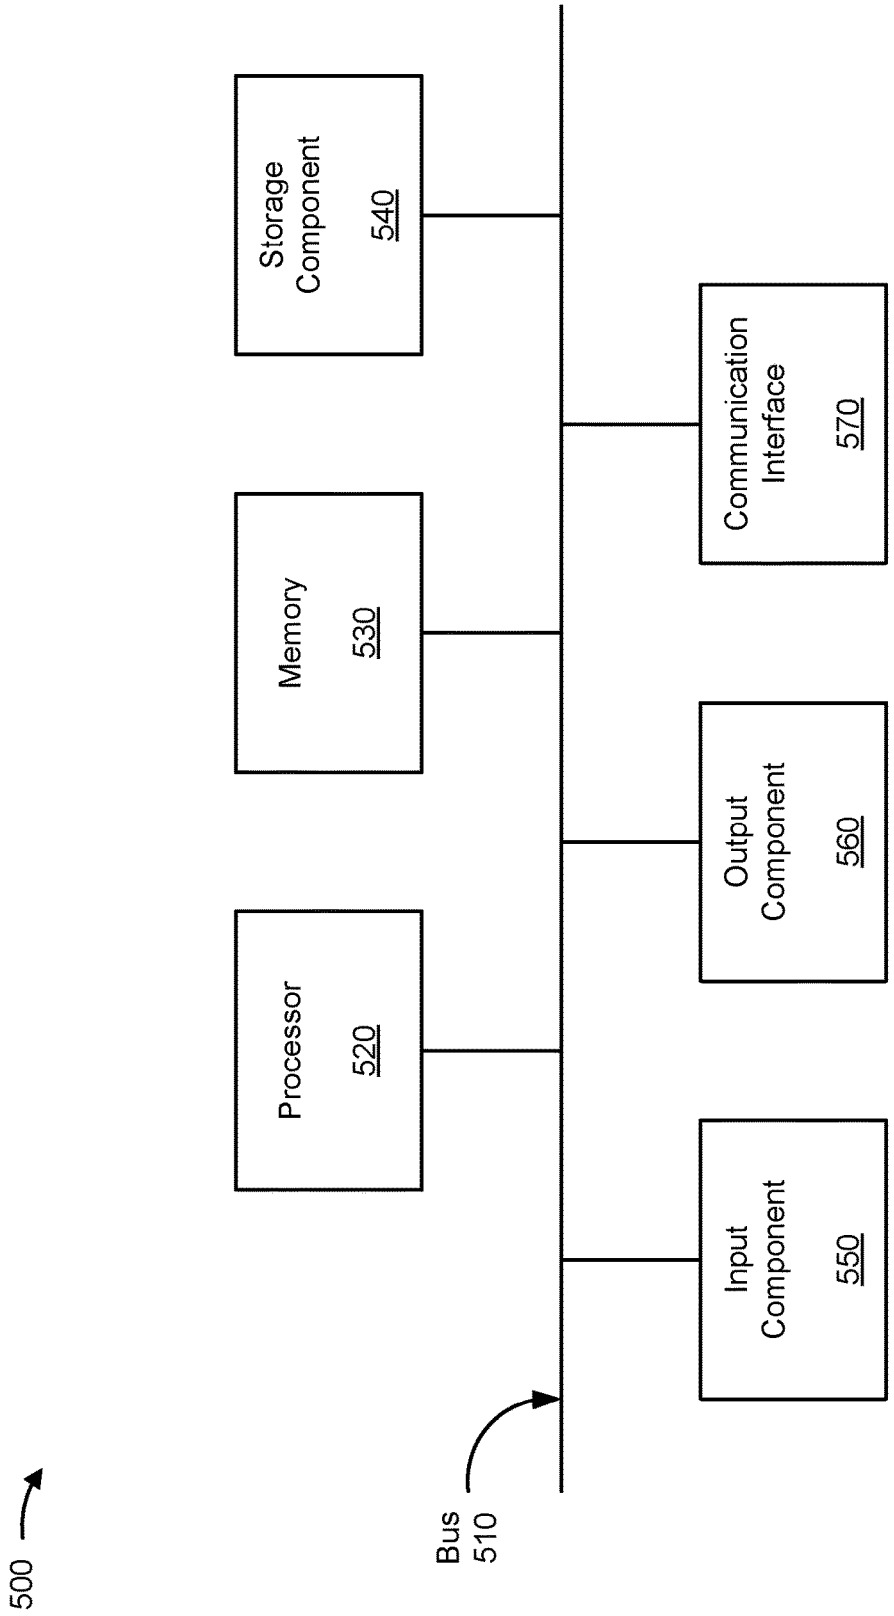 500
Processor
520
Memory
530
Storage
Component
540
Bus
510
Input
Component
550
Output
Component
560
Communication
Interface
570